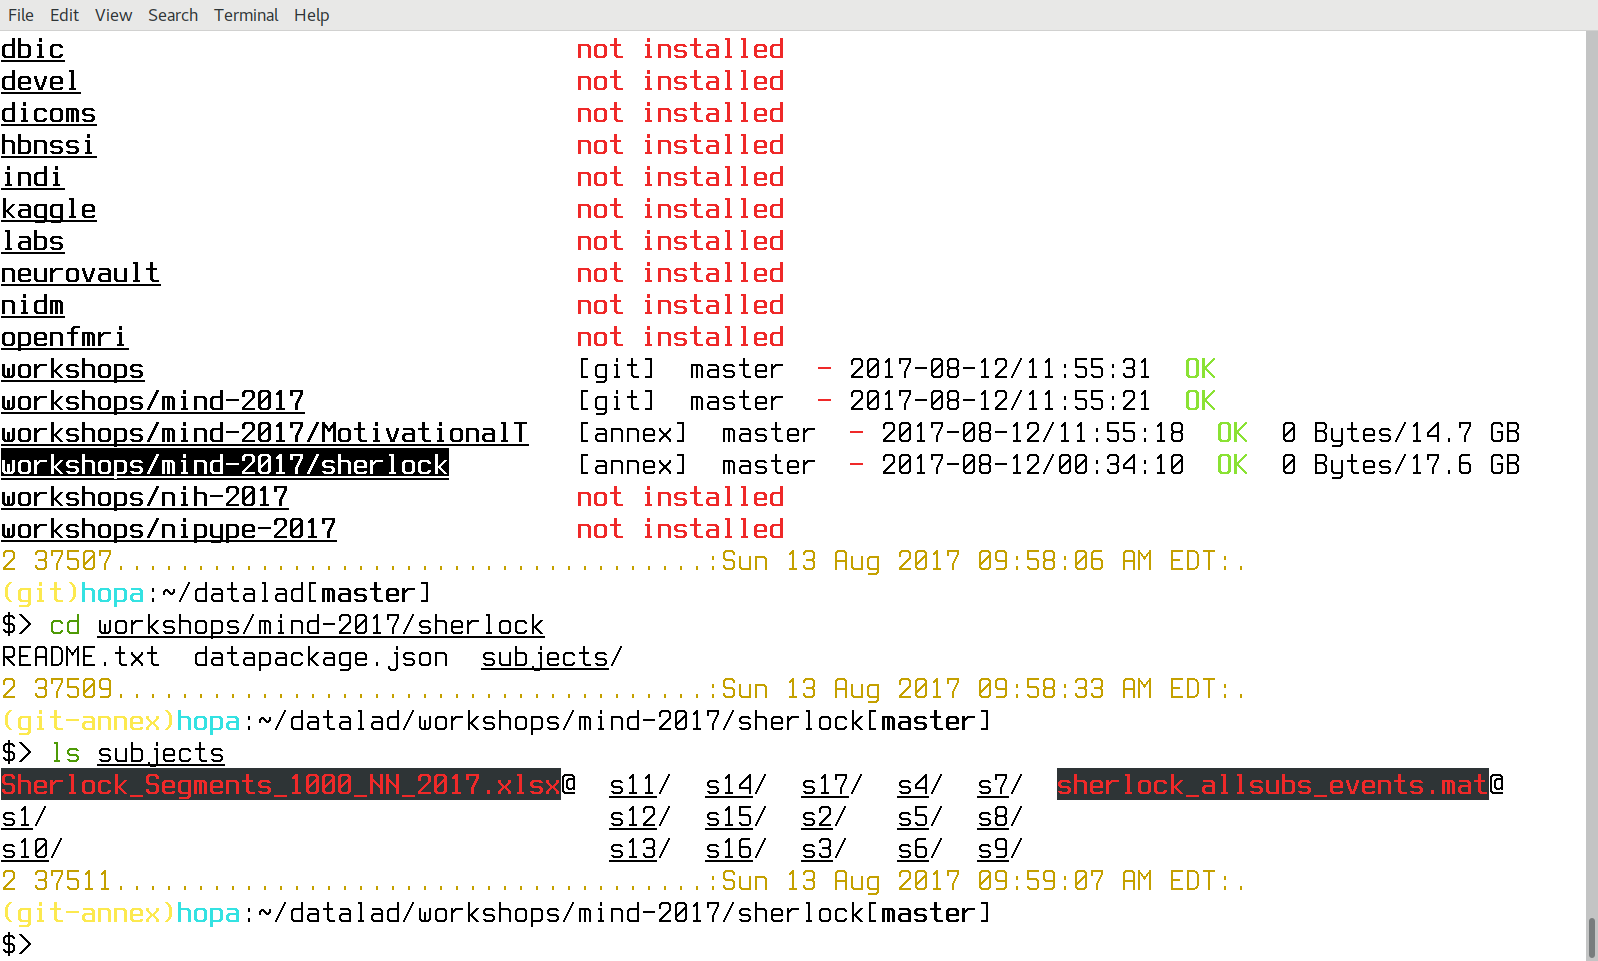 File Edit View Search Terminal Help
dbic not installed
devel not installed
dicoms not installed
hbnssi not installed
indi not installed
kaggle not installed
labs not installed
neurovault not installed
nidm not installed
openfmri not installed
workshops [git] master - 2017-08-12/11:55:31 OK
workshops/mind-2017 [git] master - 2017-08-12/11:55:21 OK
workshops/mind-2017/MotivationalT [annex] master - 2017-08-12/11:55:18 OK 0 Bytes/14.7 GB
workshops/mind-2017/sherlock [annex] master - 2017-08-12/00:34:10 OK 0 Bytes/17.6 GB
workshops/nih-2017 not installed
workshops/nipype-2017 not installed
2 37507.....................................:Sun 13 Aug 2017 09:58:06 AM EDT:.
(git)hopa:~/datalad[master]
$> cd workshops/mind-2017/sherlock
README.txt datapackage.json subjects/
2 37509.....................................:Sun 13 Aug 2017 09:58:33 AM EDT:.
(git-annex)hopa:~/datalad/workshops/mind-2017/sherlock[master]
$> ls subjects
Sherlock_Segments_1000_NN_2017.xlsx@ s11/ s14/ s17/ s4/ s7/ sherlock_allsubs_events.mat@
s1/ s12/ s15/ s2/ s5/ s8/
s10/ s13/ s16/ s3/ s6/ s9/
2 37511.....................................:Sun 13 Aug 2017 09:59:07 AM EDT:.
(git-annex)hopa:~/datalad/workshops/mind-2017/sherlock[master]
$>